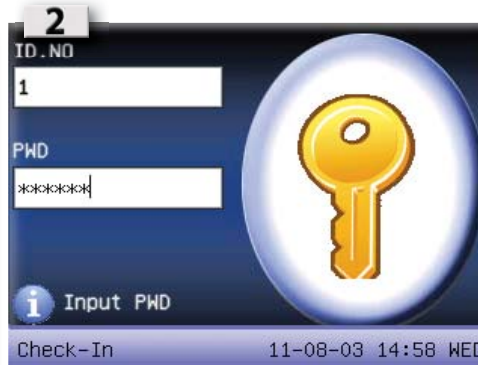 2
ID.NO
1
PWD
******
Input PWD
Check-In 11-08-03 14:58 WED